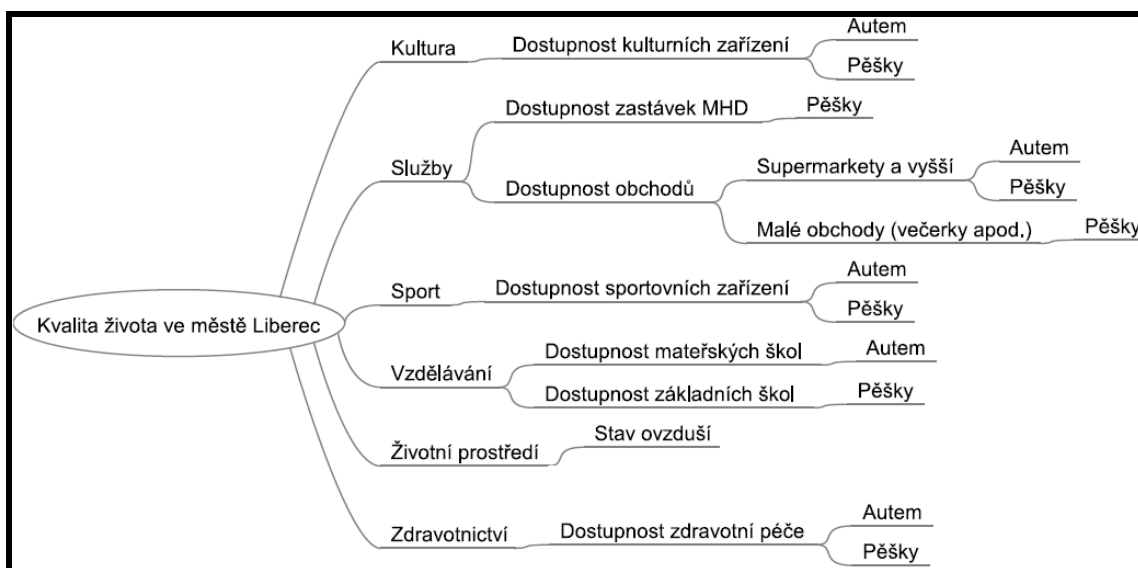 Kvalita života ve městě Liberec
Kultura
Dostupnost kulturních zařízení
Autem
Pěšky
Služby
Dostupnost zastávek MHD
Pěšky
Dostupnost obchodů
Supermarkety a vyšší
Autem
Pěšky
Malé obchody (večerky apod.)
Pěšky
Sport
Dostupnost sportovních zařízení
Autem
Pěšky
Vzdělávání
Dostupnost mateřských škol
Autem
Dostupnost základních škol
Pěšky
Životní prostředí
Stav ovzduší
Zdravotnictví
Dostupnost zdravotní péče
Autem
Pěšky